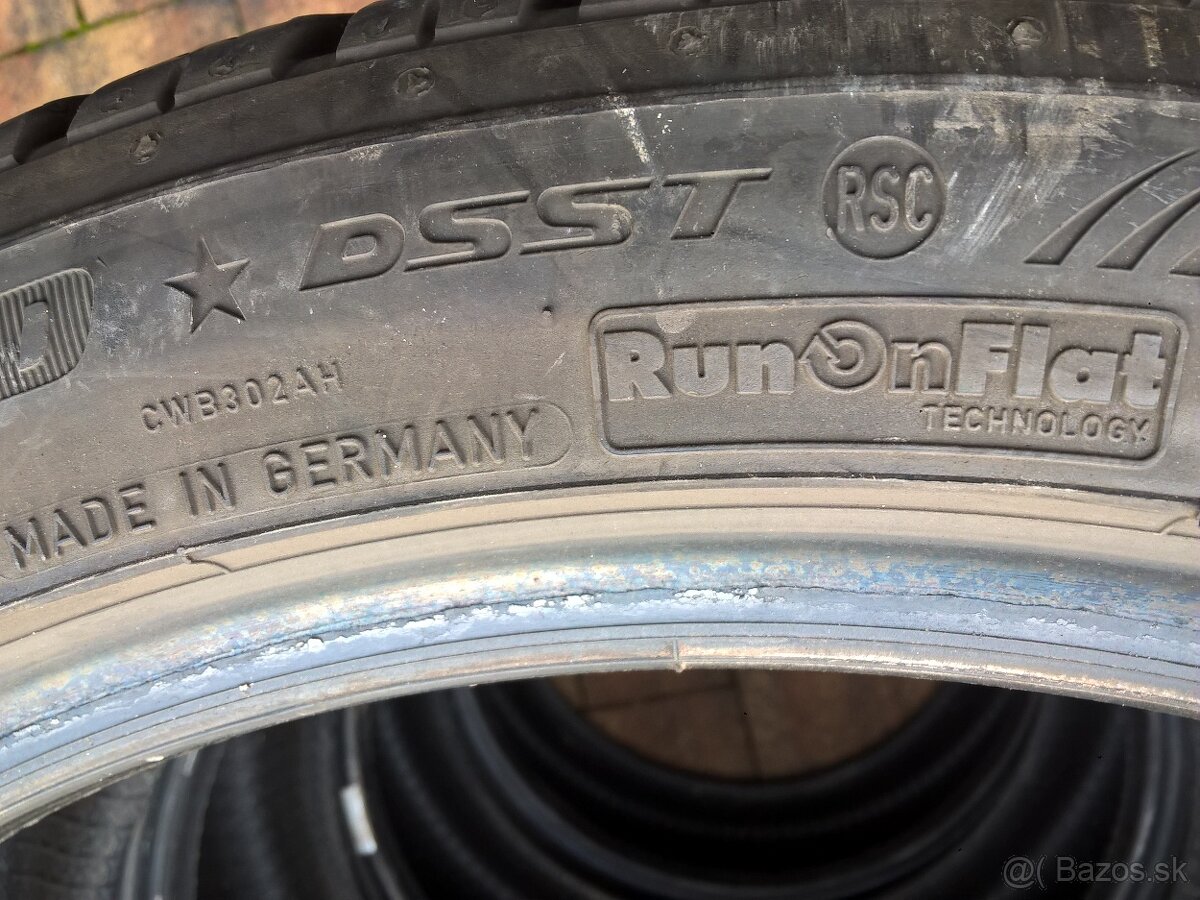 DSST RSC
RunOnFlat
TECHNOLOGY
CWB302AH
MADE IN GERMANY
@( Bazos.sk